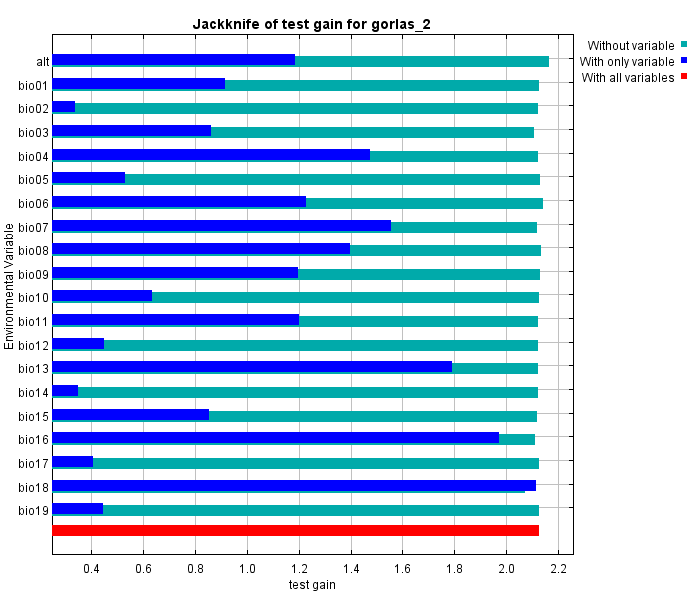 Jackknife of test gain for gorlas_2
Without variable
With only variable
With all variables
Environmental Variable
alt
bio01
bio02
bio03
bio04
bio05
bio06
bio07
bio08
bio09
bio10
bio11
bio12
bio13
bio14
bio15
bio16
bio17
bio18
bio19
0.4 0.6 0.8 1.0 1.2 1.4 1.6 1.8 2.0 2.2
test gain